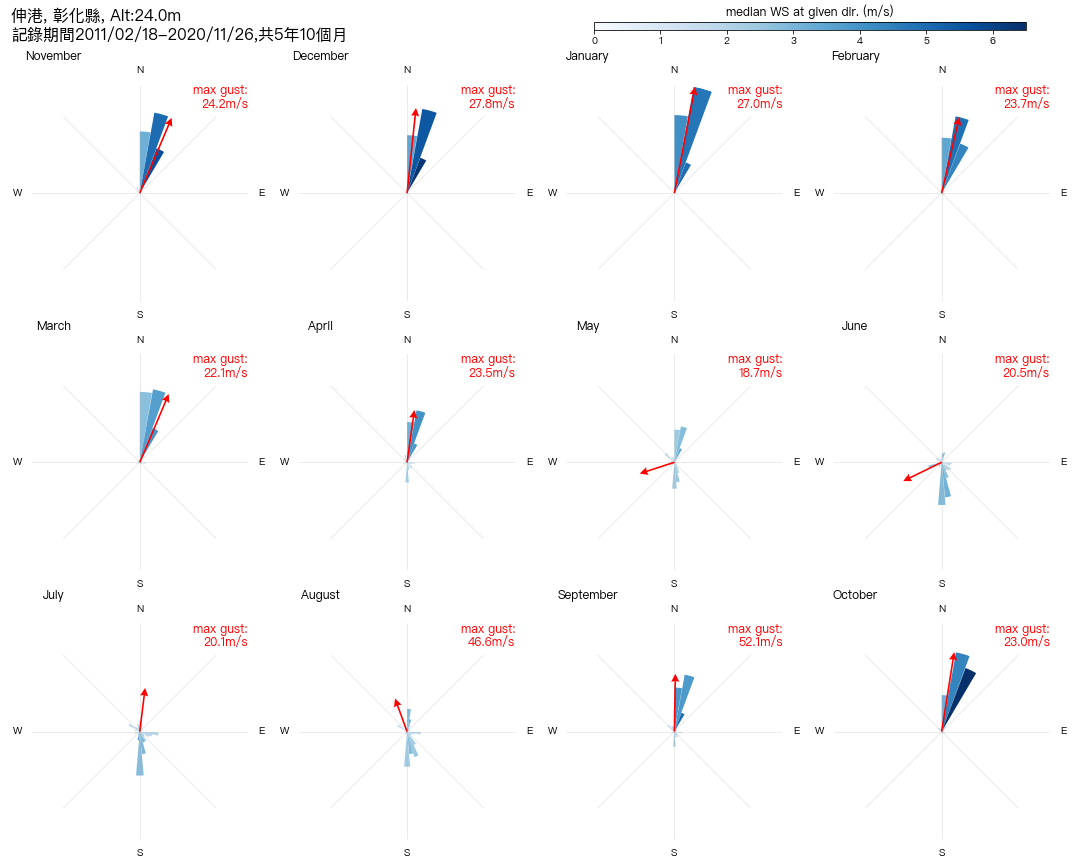 伸港, 彰化縣, Alt:24.0m
記錄期間2011/02/18–2020/11/26,共5年10個月
median WS at given dir. (m/s)
0 1 2 3 4 5 6
November
N
max gust:
24.2m/s
W E
S
December
N
max gust:
27.8m/s
W E
S
January
N
max gust:
27.0m/s
W E
S
February
N
max gust:
23.7m/s
W E
S
March
N
max gust:
22.1m/s
W E
S
April
N
max gust:
23.5m/s
W E
S
May
N
max gust:
18.7m/s
W E
S
June
N
max gust:
20.5m/s
W E
S
July
N
max gust:
20.1m/s
W E
S
August
N
max gust:
46.6m/s
W E
S
September
N
max gust:
52.1m/s
W E
S
October
N
max gust:
23.0m/s
W E
S